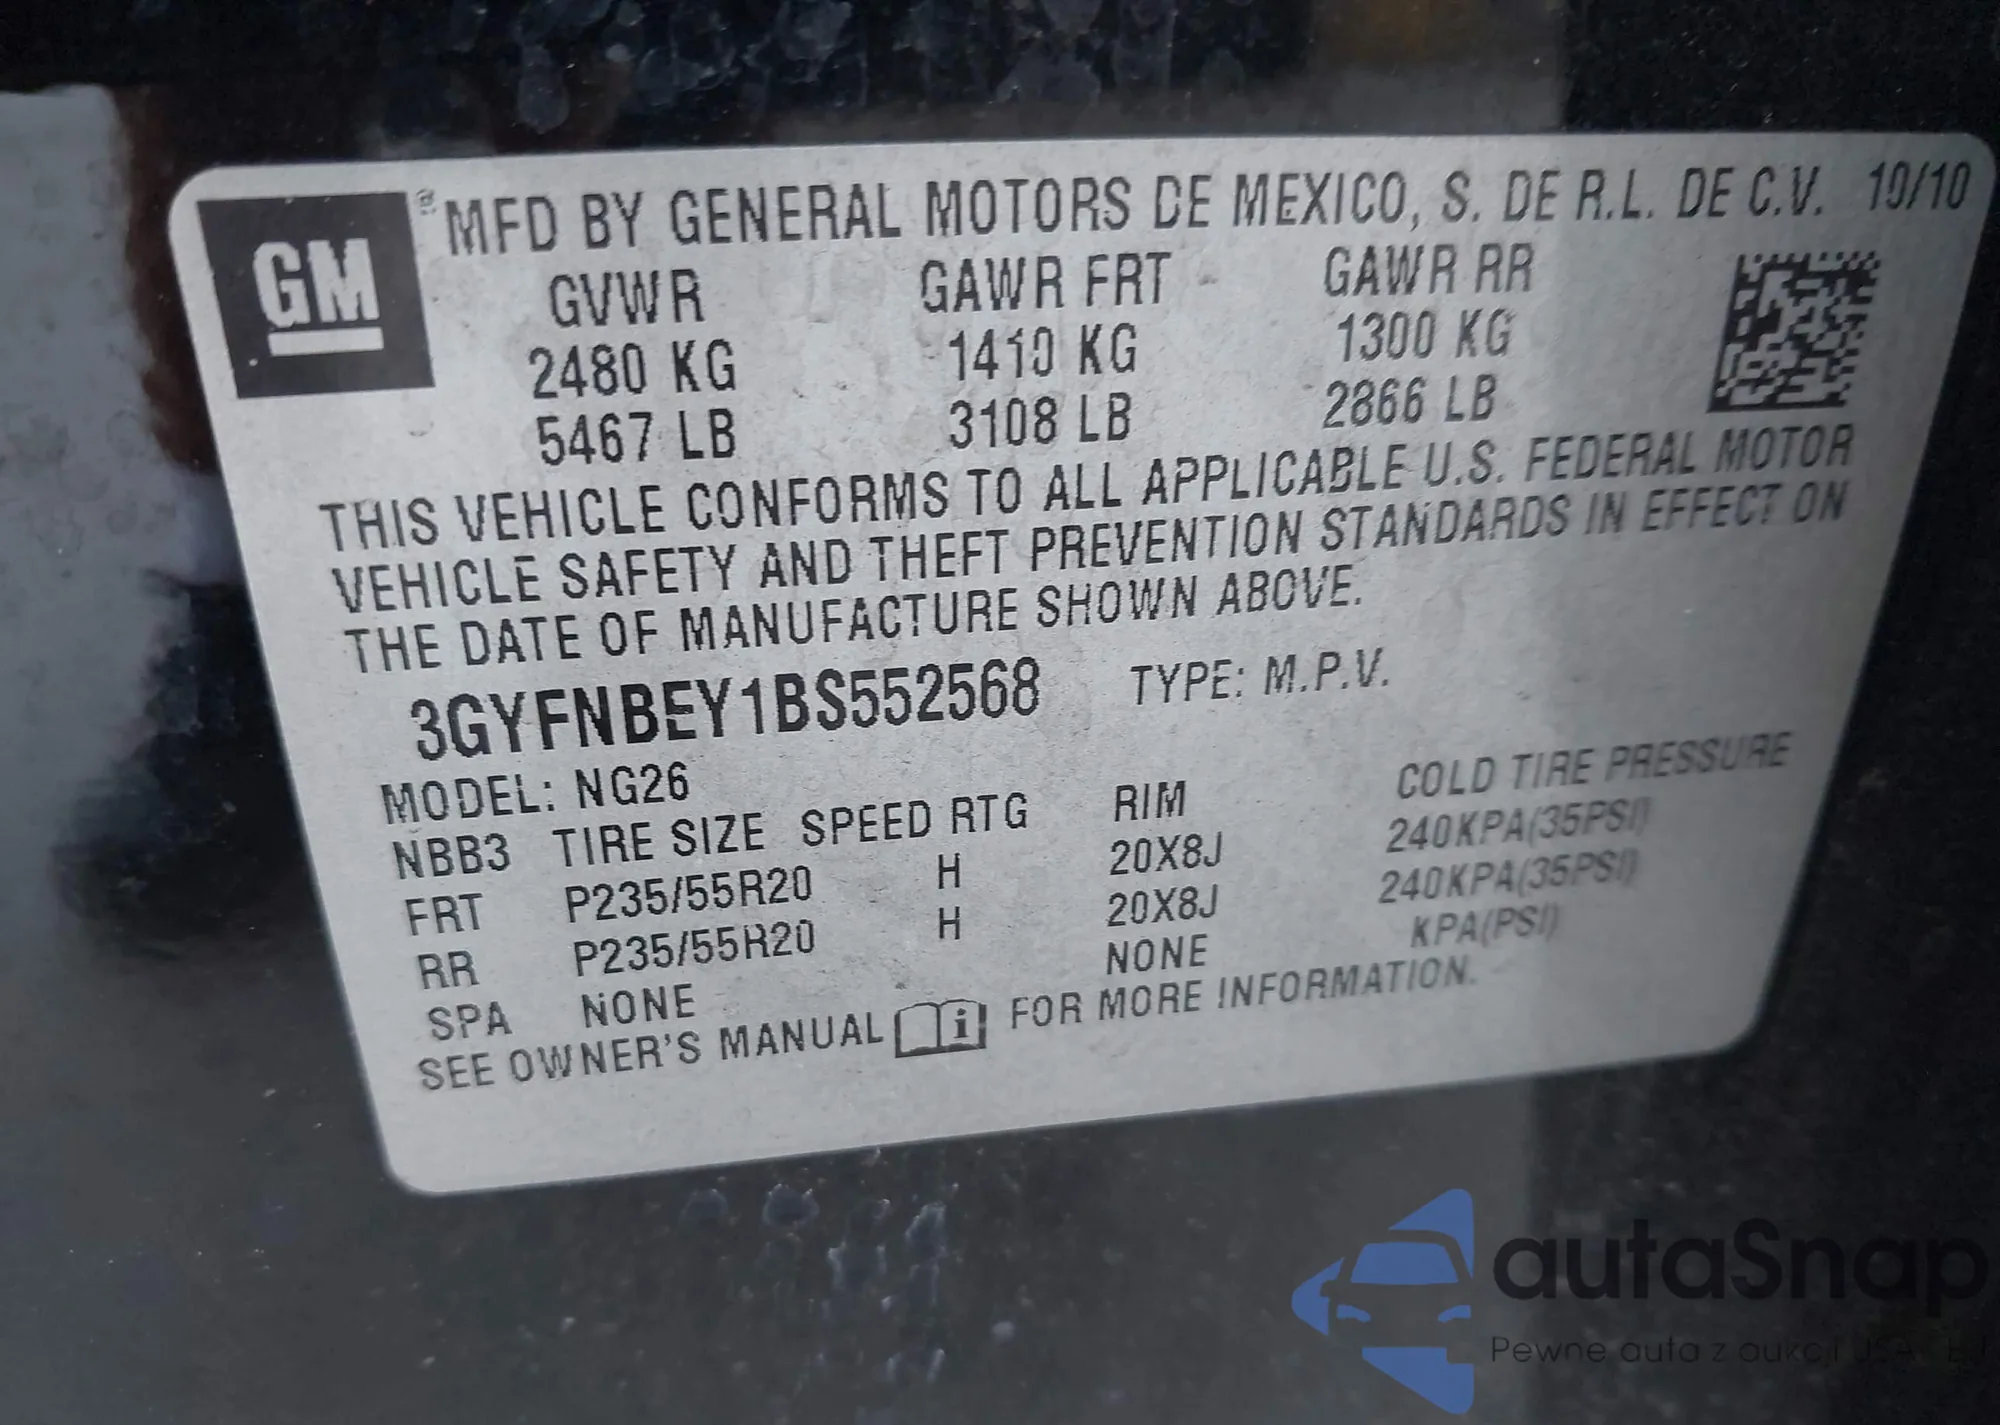 GM® MFD BY GENERAL MOTORS DE MEXICO, S. DE R.L. DE C.V. 10/10
GVWR GAWR FRT GAWR RR
2480 KG 1410 KG 1300 KG
5467 LB 3108 LB 2866 LB
THIS VEHICLE CONFORMS TO ALL APPLICABLE U.S. FEDERAL MOTOR
VEHICLE SAFETY AND THEFT PREVENTION STANDARDS IN EFFECT ON
THE DATE OF MANUFACTURE SHOWN ABOVE.
3GYFNBEY1BS552568 TYPE: M.P.V.
MODEL: NG26
NBB3 TIRE SIZE SPEED RTG RIM COLD TIRE PRESSURE
FRT P235/55R20 H 20X8J 240KPA(35PSI)
RR P235/55R20 H 20X8J 240KPA(35PSI)
SPA NONE NONE KPA(PSI)
SEE OWNER'S MANUAL i FOR MORE INFORMATION.
autaSnap
Pewne auta z aukcji